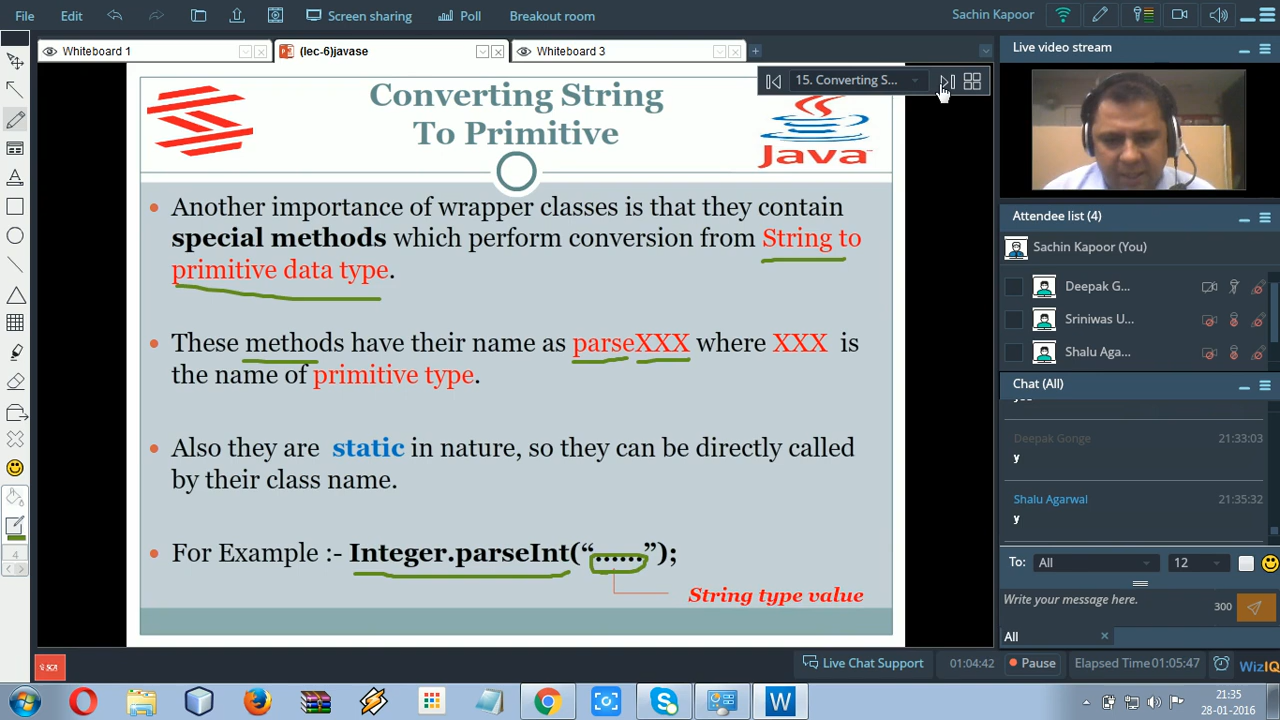 File Edit Screen sharing Poll Breakout room Sachin Kapoor
Whiteboard 1 (lec-6)javase Whiteboard 3
Live video stream
15. Converting S...
Converting String
To Primitive
Java
• Another importance of wrapper classes is that they contain
special methods which perform conversion from String to
primitive data type.
• These methods have their name as parseXXX where XXX is
the name of primitive type.
• Also they are static in nature, so they can be directly called
by their class name.
• For Example :- Integer.parseInt(“......”);
String type value
Attendee list (4)
Sachin Kapoor (You)
Deepak G...
Sriniwas U...
Shalu Aga...
Chat (All)
Deepak Gonge 21:33:03
y
Shalu Agarwal 21:35:32
y
To: All 12
Write your message here.
300
All
4
SCA
Live Chat Support 01:04:42 Pause Elapsed Time 01:05:47 WizIQ
21:35
28-01-2016